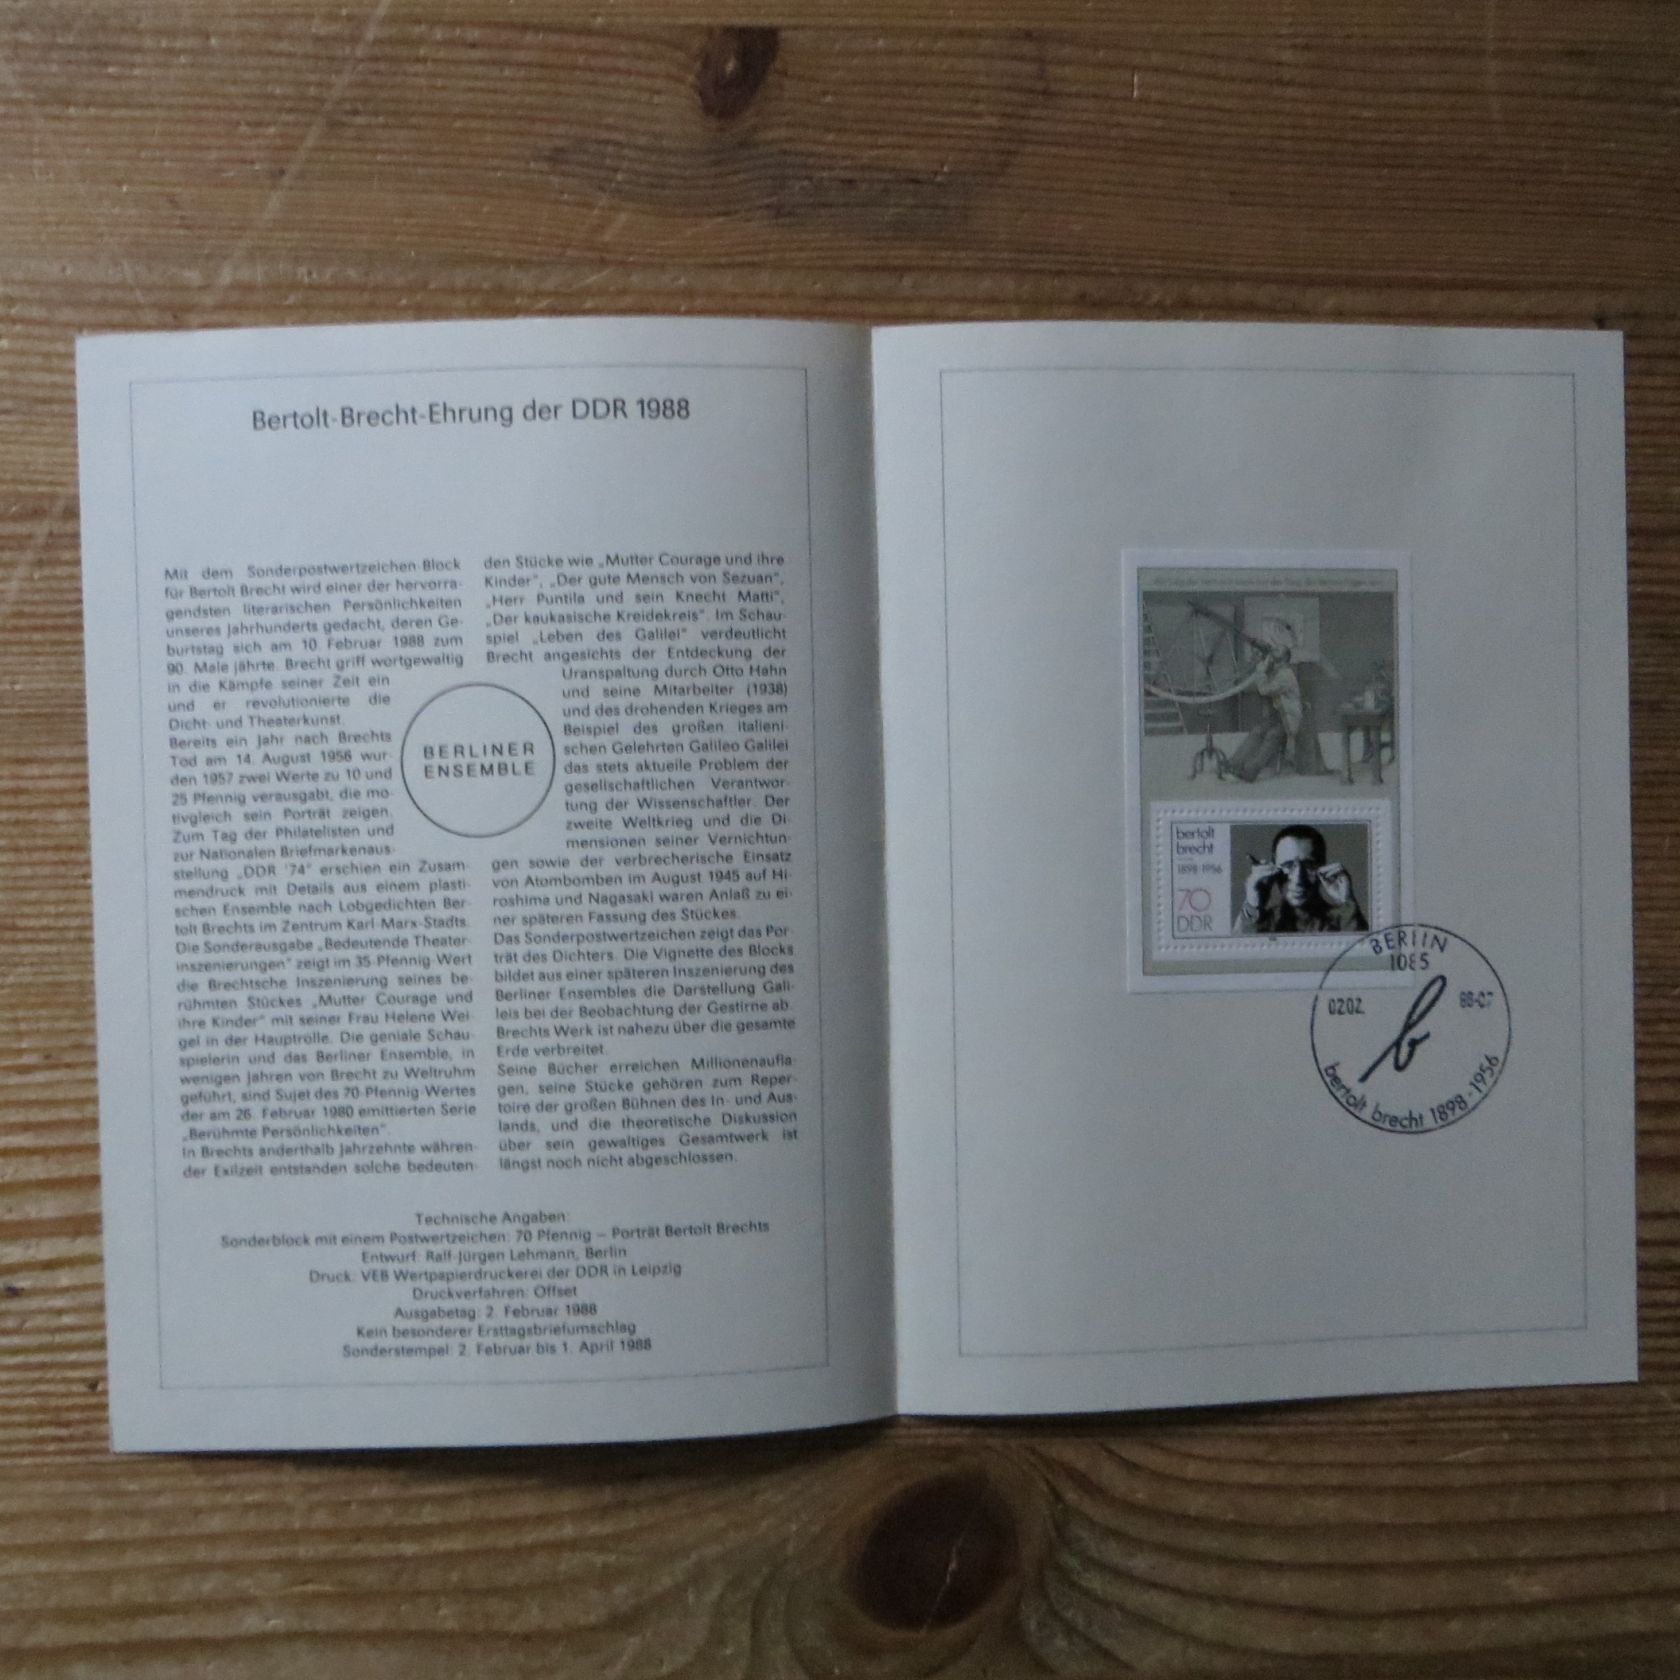 Bertolt-Brecht-Ehrung der DDR 1988
Mit dem Sonderpostwertzeichen-Block
für Bertolt Brecht wird einer der hervorra-
gendsten literarischen Persönlichkeiten
unseres Jahrhunderts gedacht, deren Ge-
burtstag sich am 10. Februar 1988 zum
90. Male jährte. Brecht griff wortgewaltig
in die Kämpfe seiner Zeit ein
und er revolutionierte die
Dicht- und Theaterkunst.
Bereits ein Jahr nach Brechts
Tod am 14. August 1956 wur-
den 1957 zwei Werte zu 10 und
25 Pfennig verausgabt, die mo-
tivgleich sein Porträt zeigen.
Zum Tag der Philatelisten und
zur Nationalen Briefmarkenaus-
stellung „DDR '74" erschien ein Zusam-
mendruck mit Details aus einem plasti-
schen Ensemble nach Lobgedichten Ber-
tolt Brechts im Zentrum Karl-Marx-Stadts.
Die Sonderausgabe „Bedeutende Theater-
inszenierungen" zeigt im 35-Pfennig-Wert
die Brechtsche Inszenierung seines be-
rühmten Stückes „Mutter Courage und
ihre Kinder" mit seiner Frau Helene Wei-
gel in der Hauptrolle. Die geniale Schau-
spielerin und das Berliner Ensemble, in
wenigen Jahren von Brecht zu Weltruhm
geführt, sind Sujet des 70-Pfennig-Wertes
der am 26. Februar 1980 emittierten Serie
„Berühmte Persönlichkeiten".
In Brechts anderthalb Jahrzehnte währen-
der Exilzeit entstanden solche bedeuten-
den Stücke wie „Mutter Courage und ihre
Kinder", „Der gute Mensch von Sezuan",
„Herr Puntila und sein Knecht Matti",
„Der kaukasische Kreidekreis". Im Schau-
spiel „Leben des Galilei" verdeutlicht
Brecht angesichts der Entdeckung der
Uranspaltung durch Otto Hahn
und seine Mitarbeiter (1938)
und des drohenden Krieges am
Beispiel des großen italieni-
schen Gelehrten Galileo Galilei
das stets aktuelle Problem der
gesellschaftlichen Verantwor-
tung der Wissenschaftler. Der
zweite Weltkrieg und die Di-
mensionen seiner Vernichtun-
gen sowie der verbrecherische Einsatz
von Atombomben im August 1945 auf Hi-
roshima und Nagasaki waren Anlaß zu ei-
ner späteren Fassung des Stückes.
Das Sonderpostwertzeichen zeigt das Por-
trät des Dichters. Die Vignette des Blocks
bildet aus einer späteren Inszenierung des
Berliner Ensembles die Darstellung Gali-
leis bei der Beobachtung der Gestirne ab.
Brechts Werk ist nahezu über die gesamte
Erde verbreitet.
Seine Bücher erreichen Millionenaufla-
gen, seine Stücke gehören zum Reper-
toire der großen Bühnen des In- und Aus-
lands, und die theoretische Diskussion
über sein gewaltiges Gesamtwerk ist
längst noch nicht abgeschlossen.
BERLINER
ENSEMBLE
Technische Angaben:
Sonderblock mit einem Postwertzeichen: 70 Pfennig – Porträt Bertolt Brechts
Entwurf: Ralf-Jürgen Lehmann, Berlin
Druck: VEB Wertpapierdruckerei der DDR in Leipzig
Druckverfahren: Offset
Ausgabetag: 2. Februar 1988
Kein besonderer Ersttagsbriefumschlag
Sonderstempel: 2. Februar bis 1. April 1988
bertolt
brecht
1898-1956
70
DDR
BERLIN
1085
0202.
88-07
b
bertolt brecht 1898-1956